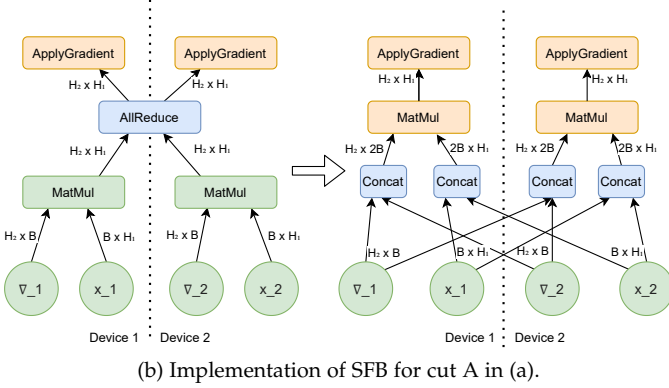 ApplyGradient ApplyGradient ApplyGradient ApplyGradient
H₂ x H₁ H₂ x H₁ H₂ x H₁ H₂ x H₁
AllReduce MatMul MatMul
H₂ x H₁ H₂ x H₁ H₂ x 2B 2B x H₁ H₂ x 2B 2B x H₁
MatMul MatMul Concat Concat Concat Concat
H₂ x B B x H₁ H₂ x B B x H₁ H₂ x B B x H₁ H₂ x B B x H₁
∇_1 x_1 ∇_2 x_2 ∇_1 x_1 ∇_2 x_2
Device 1 Device 2 Device 1 Device 2
(b) Implementation of SFB for cut A in (a).